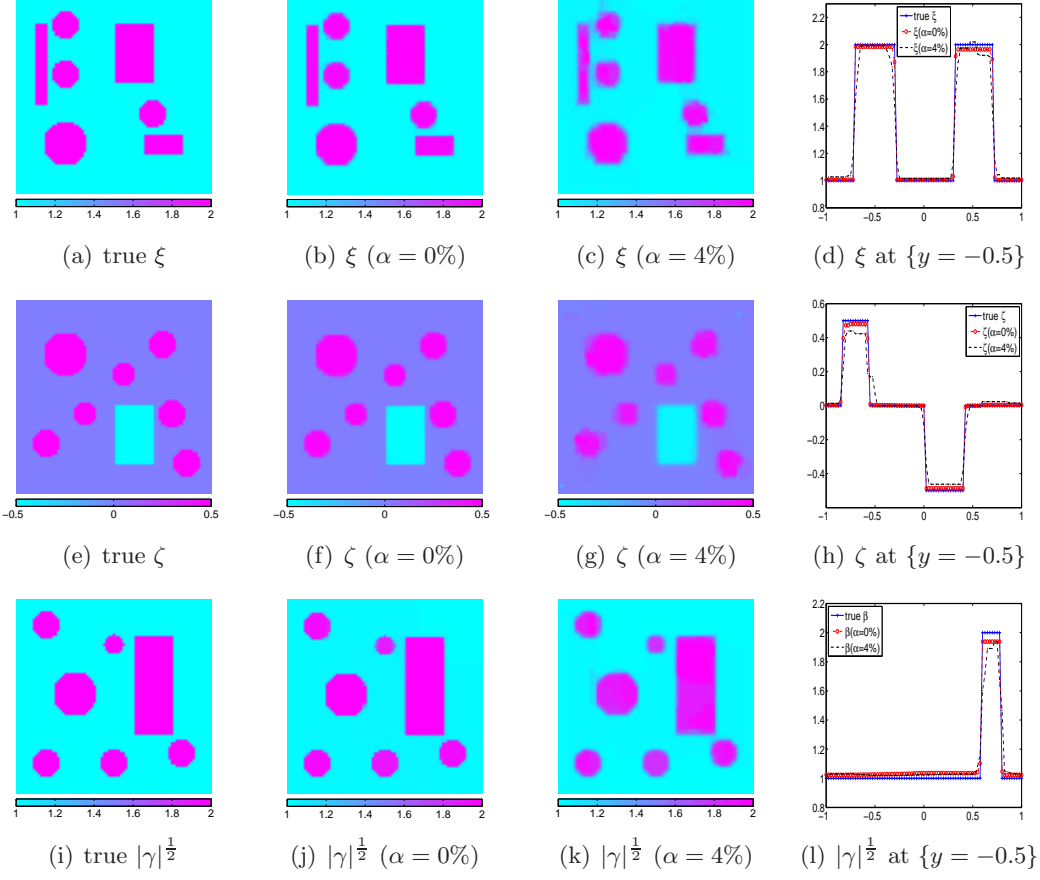 2.2
2
1.8
1.6
1.4
1.2
1
0.8
true ξ
ξ(α=0%)
ξ(α=4%)
-1 -0.5 0 0.5 1
1 1.2 1.4 1.6 1.8 2
1 1.2 1.4 1.6 1.8 2
1 1.2 1.4 1.6 1.8 2
(a) true ξ
(b) ξ (α = 0%)
(c) ξ (α = 4%)
(d) ξ at {y = −0.5}
0.6
0.4
0.2
0
−0.2
−0.4
true ζ
ζ(α=0%)
ζ(α=4%)
-1 -0.5 0 0.5 1
−0.5 0 0.5
−0.5 0 0.5
−0.5 0 0.5
(e) true ζ
(f) ζ (α = 0%)
(g) ζ (α = 4%)
(h) ζ at {y = −0.5}
2.2
2
1.8
1.6
1.4
1.2
1
0.8
true β
β(α=0%)
β(α=4%)
-1 -0.5 0 0.5 1
1 1.2 1.4 1.6 1.8 2
1 1.2 1.4 1.6 1.8 2
1 1.2 1.4 1.6 1.8 2
(i) true |γ|^{1/2}
(j) |γ|^{1/2} (α = 0%)
(k) |γ|^{1/2} (α = 4%)
(l) |γ|^{1/2} at {y = −0.5}